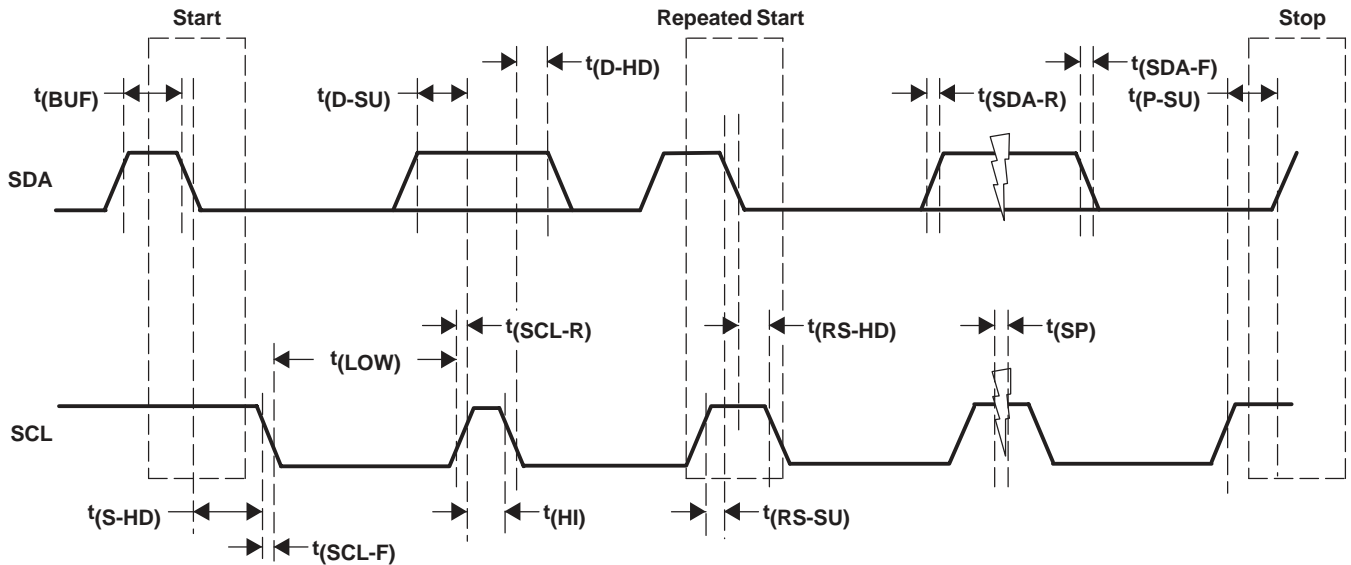 Start
Repeated Start
Stop
t(BUF)
t(D-SU)
t(D-HD)
t(SDA-R)
t(SDA-F)
t(P-SU)
SDA
t(LOW)
t(SCL-R)
t(RS-HD)
t(SP)
SCL
t(S-HD)
t(SCL-F)
t(HI)
t(RS-SU)